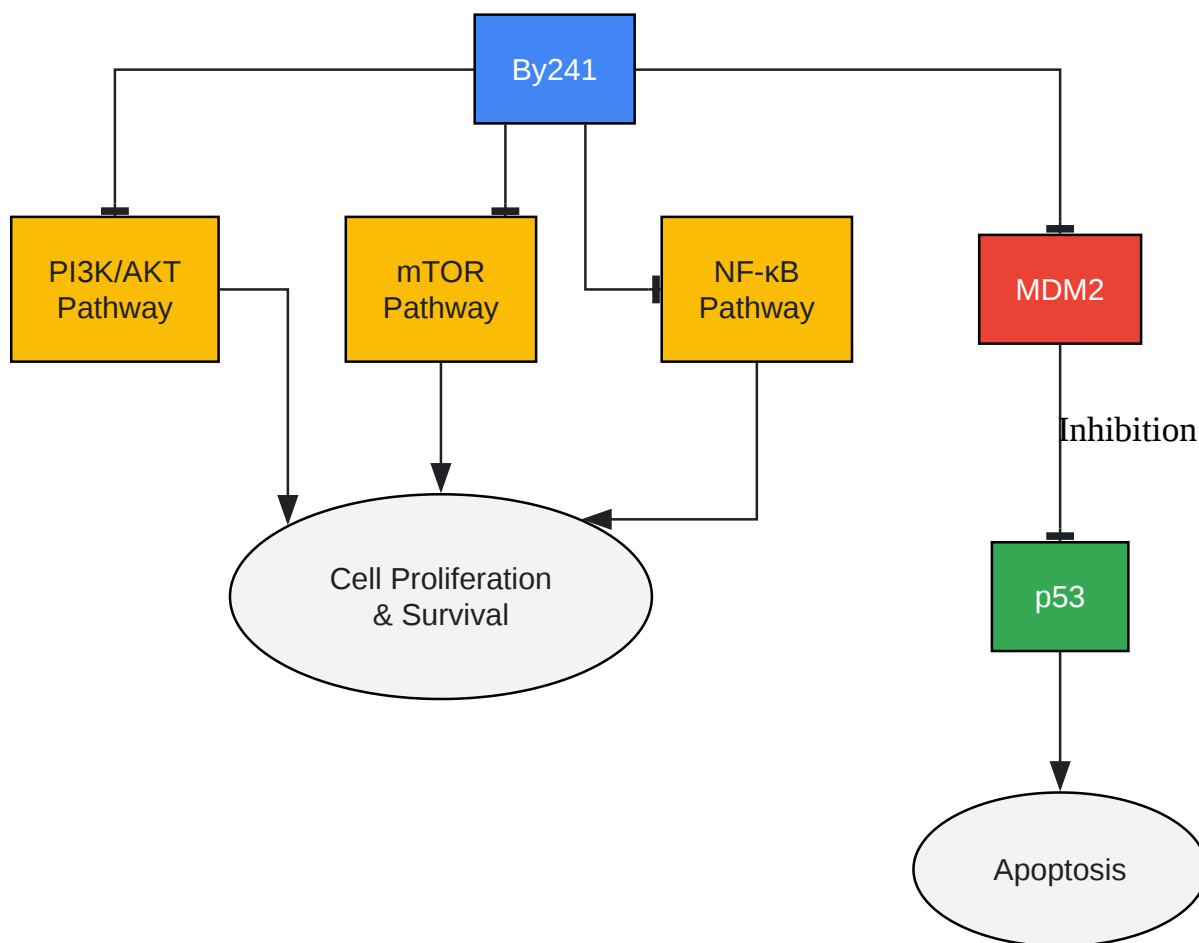 By241
PI3K/AKT
Pathway
mTOR
Pathway
NF-κB
Pathway
MDM2
Inhibition
Cell Proliferation
& Survival
p53
Apoptosis